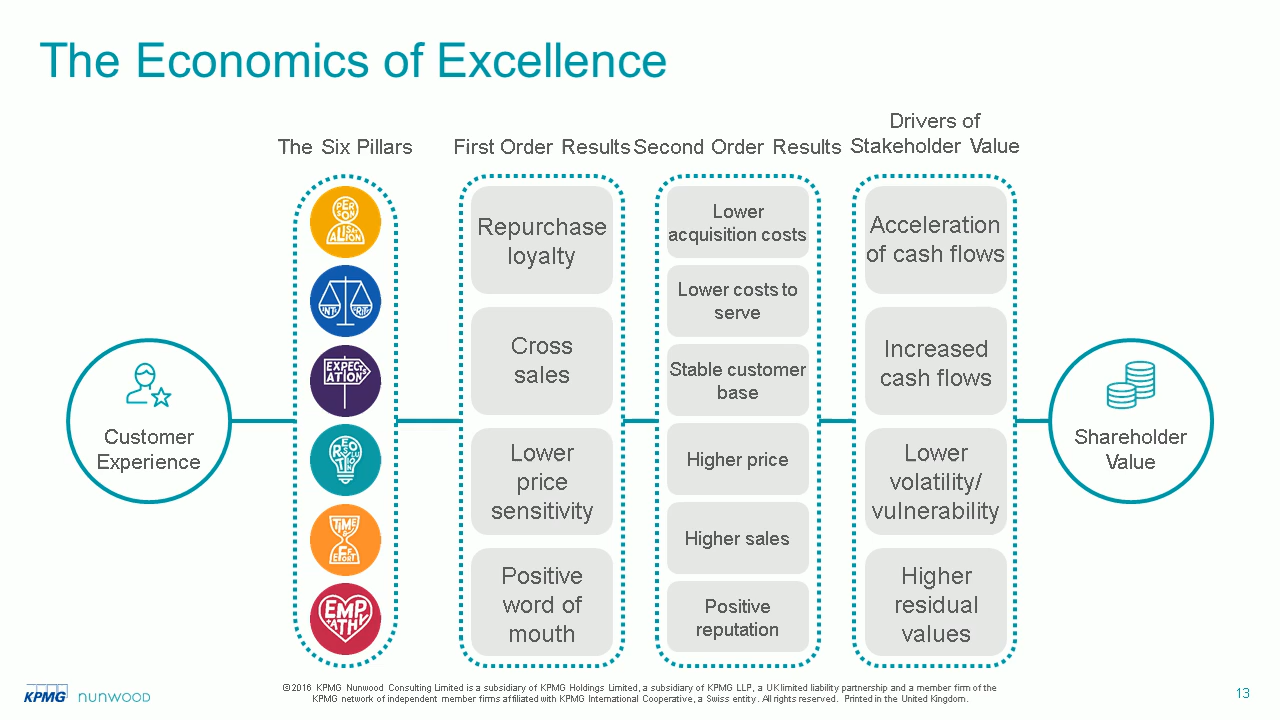 The Economics of Excellence
The Six Pillars
First Order Results
Second Order Results
Drivers of
Stakeholder Value
Customer
Experience
PER
SON
ALISAT
ION
INT
EGRITY
EXPECT
ATION
RESOLUTION
TIME
&
EFFORT
EMP
ATHY
Repurchase
loyalty
Cross
sales
Lower
price
sensitivity
Positive
word of
mouth
Lower
acquisition costs
Lower costs to
serve
Stable customer
base
Higher price
Higher sales
Positive
reputation
Acceleration
of cash flows
Increased
cash flows
Lower
volatility/
vulnerability
Higher
residual
values
Shareholder
Value
KPMG nunwood
©2016 KPMG Nunwood Consulting Limited is a subsidiary of KPMG Holdings Limited, a subsidiary of KPMG LLP, a UK limited liability partnership and a member firm of the
KPMG network of independent member firms affiliated with KPMG International Cooperative, a Swiss entity. All rights reserved. Printed in the United Kingdom.
13